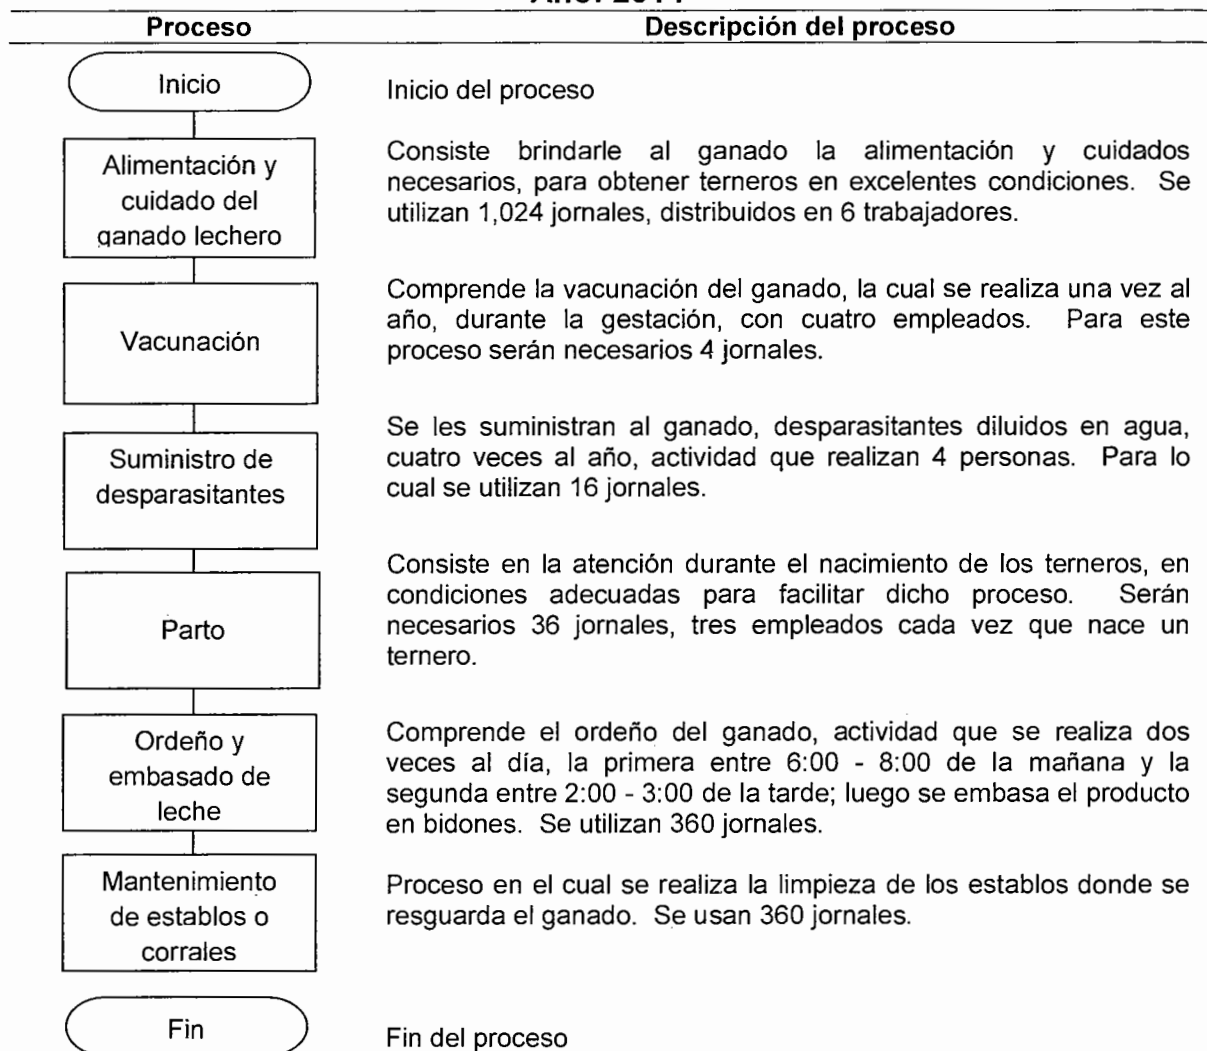 Proceso Descripción del proceso
Inicio
Inicio del proceso
Alimentación y
cuidado del
ganado lechero
Consiste brindarle al ganado la alimentación y cuidados
necesarios, para obtener terneros en excelentes condiciones. Se
utilizan 1,024 jornales, distribuidos en 6 trabajadores.
Vacunación
Comprende la vacunación del ganado, la cual se realiza una vez al
año, durante la gestación, con cuatro empleados. Para este
proceso serán necesarios 4 jornales.
Suministro de
desparasitantes
Se les suministran al ganado, desparasitantes diluidos en agua,
cuatro veces al año, actividad que realizan 4 personas. Para lo
cual se utilizan 16 jornales.
Parto
Consiste en la atención durante el nacimiento de los terneros, en
condiciones adecuadas para facilitar dicho proceso. Serán
necesarios 36 jornales, tres empleados cada vez que nace un
ternero.
Ordeño y
embasado de
leche
Comprende el ordeño del ganado, actividad que se realiza dos
veces al día, la primera entre 6:00 - 8:00 de la mañana y la
segunda entre 2:00 - 3:00 de la tarde; luego se embasa el producto
en bidones. Se utilizan 360 jornales.
Mantenimiento
de establos o
corrales
Proceso en el cual se realiza la limpieza de los establos donde se
resguarda el ganado. Se usan 360 jornales.
Fin
Fin del proceso